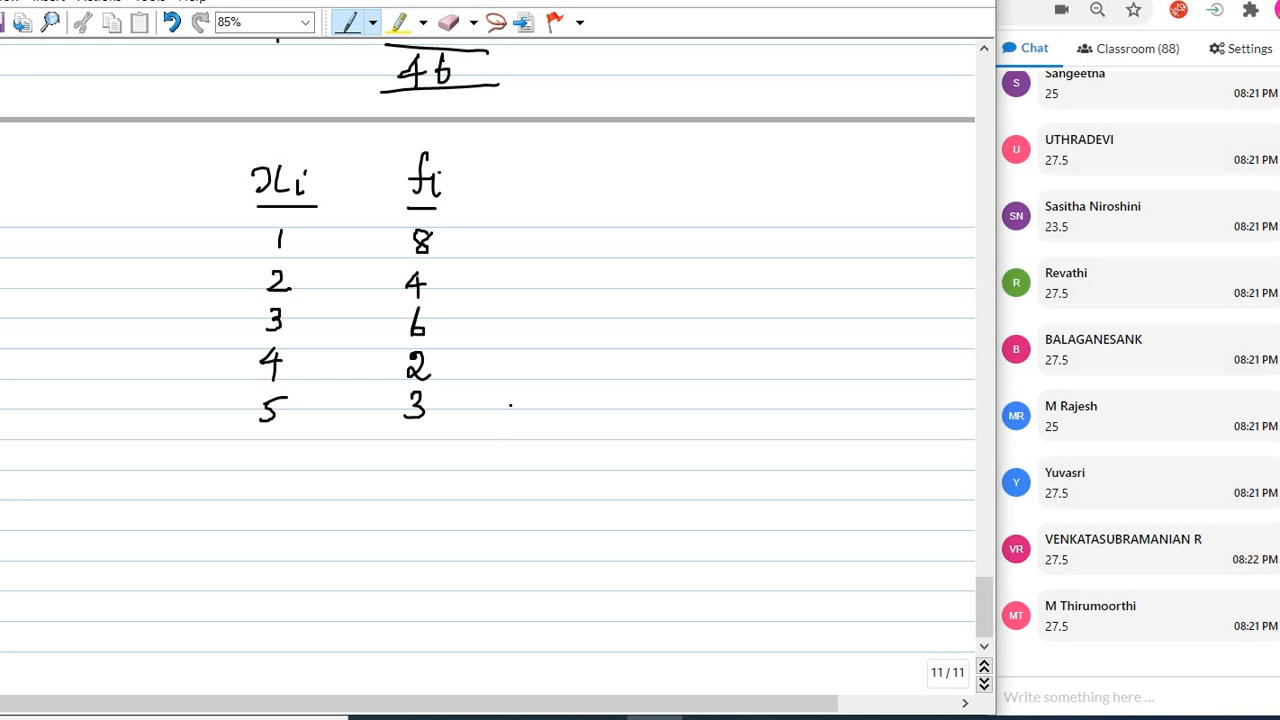 85%
46
xi fi
1 8
2 4
3 6
4 2
5 3
11 / 11
Chat Classroom (88) Settings
S Sangeetha
25 08:21 PM
U UTHRADEVI
27.5 08:21 PM
SN Sasitha Niroshini
23.5 08:21 PM
R Revathi
27.5 08:21 PM
B BALAGANESANK
27.5 08:21 PM
MR M Rajesh
25 08:21 PM
Y Yuvasri
27.5 08:21 PM
VR VENKATASUBRAMANIAN R
27.5 08:22 PM
MT M Thirumoorthi
27.5 08:21 PM
Write something here ...